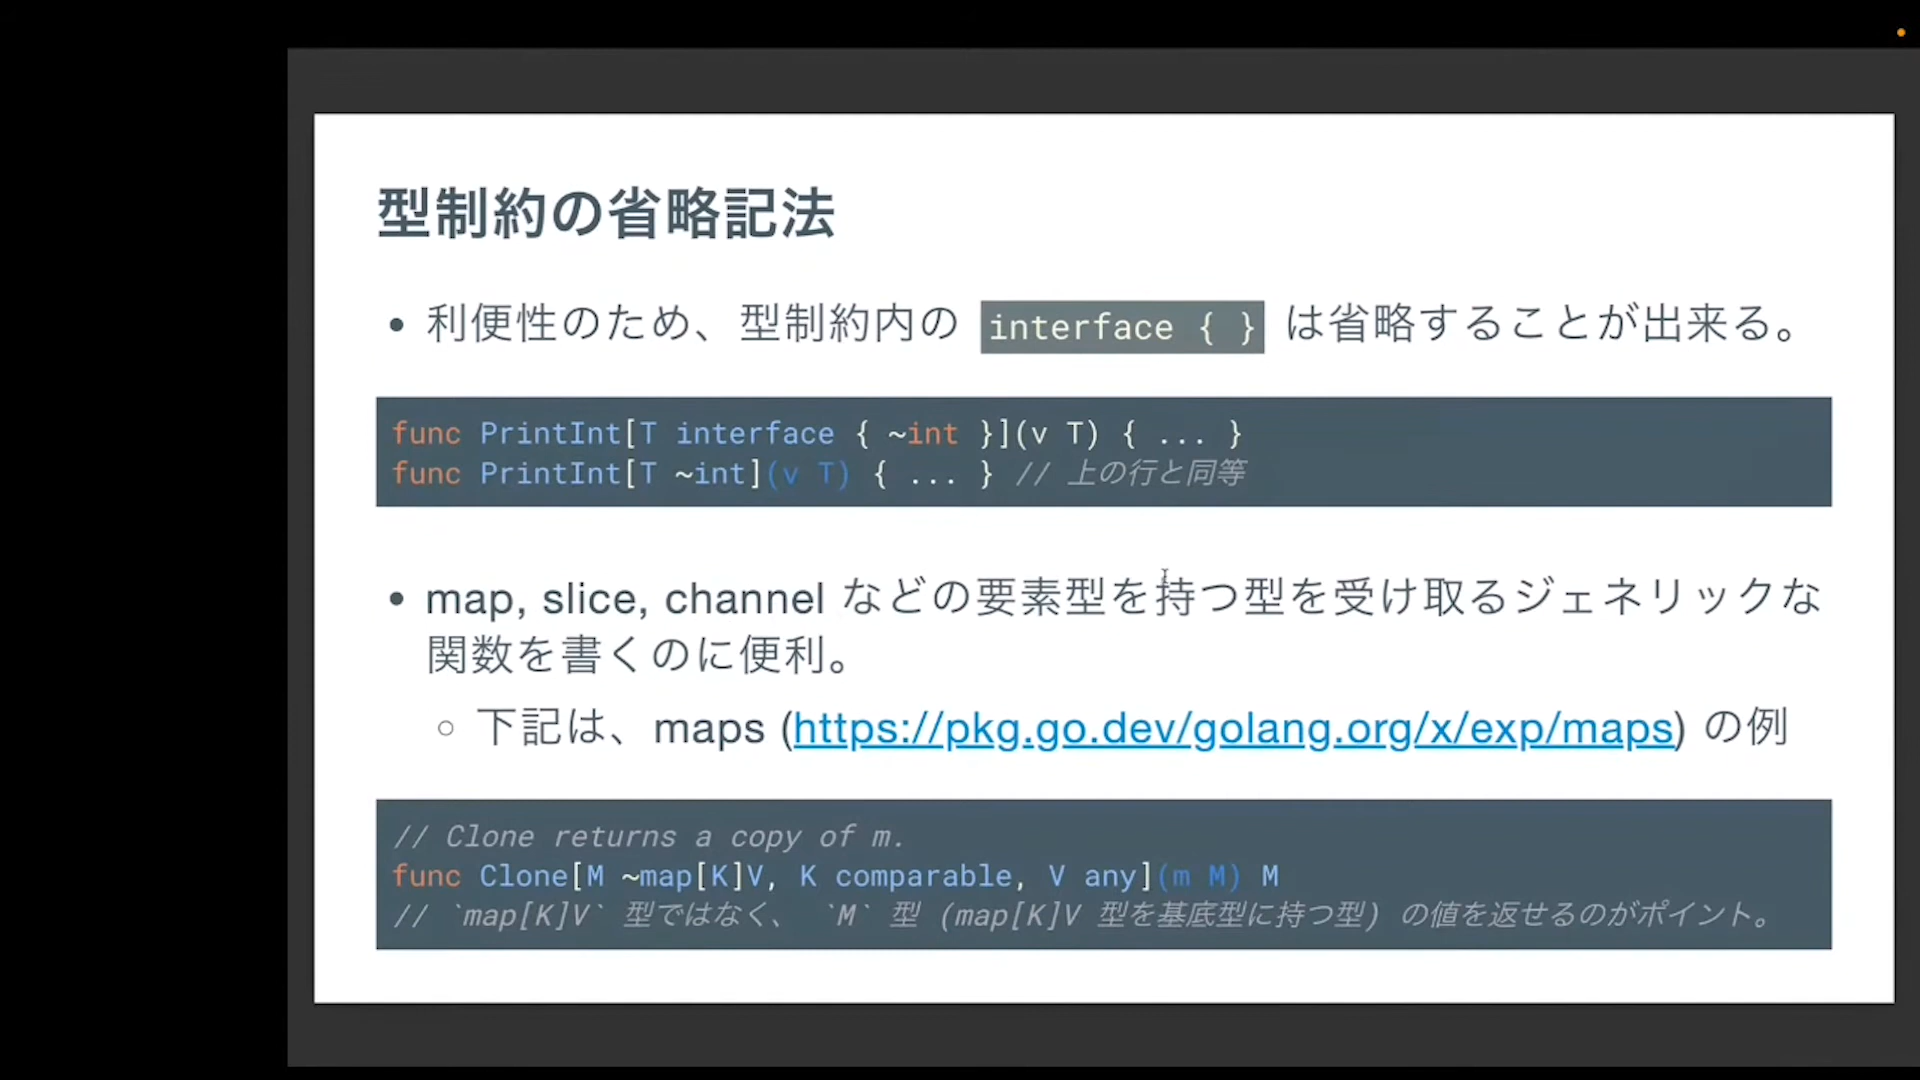 型制約の省略記法
• 利便性のため、型制約内の interface { } は省略することが出来る。
func PrintInt[T interface { ~int }](v T) { ... }
func PrintInt[T ~int](v T) { ... } // 上の行と同等
• map, slice, channel などの要素型を持つ型を受け取るジェネリックな
関数を書くのに便利。
○ 下記は、maps (https://pkg.go.dev/golang.org/x/exp/maps) の例
// Clone returns a copy of m.
func Clone[M ~map[K]V, K comparable, V any](m M) M
// `map[K]V` 型ではなく、 `M` 型 (map[K]V 型を基底型に持つ型) の値を返せるのがポイント。